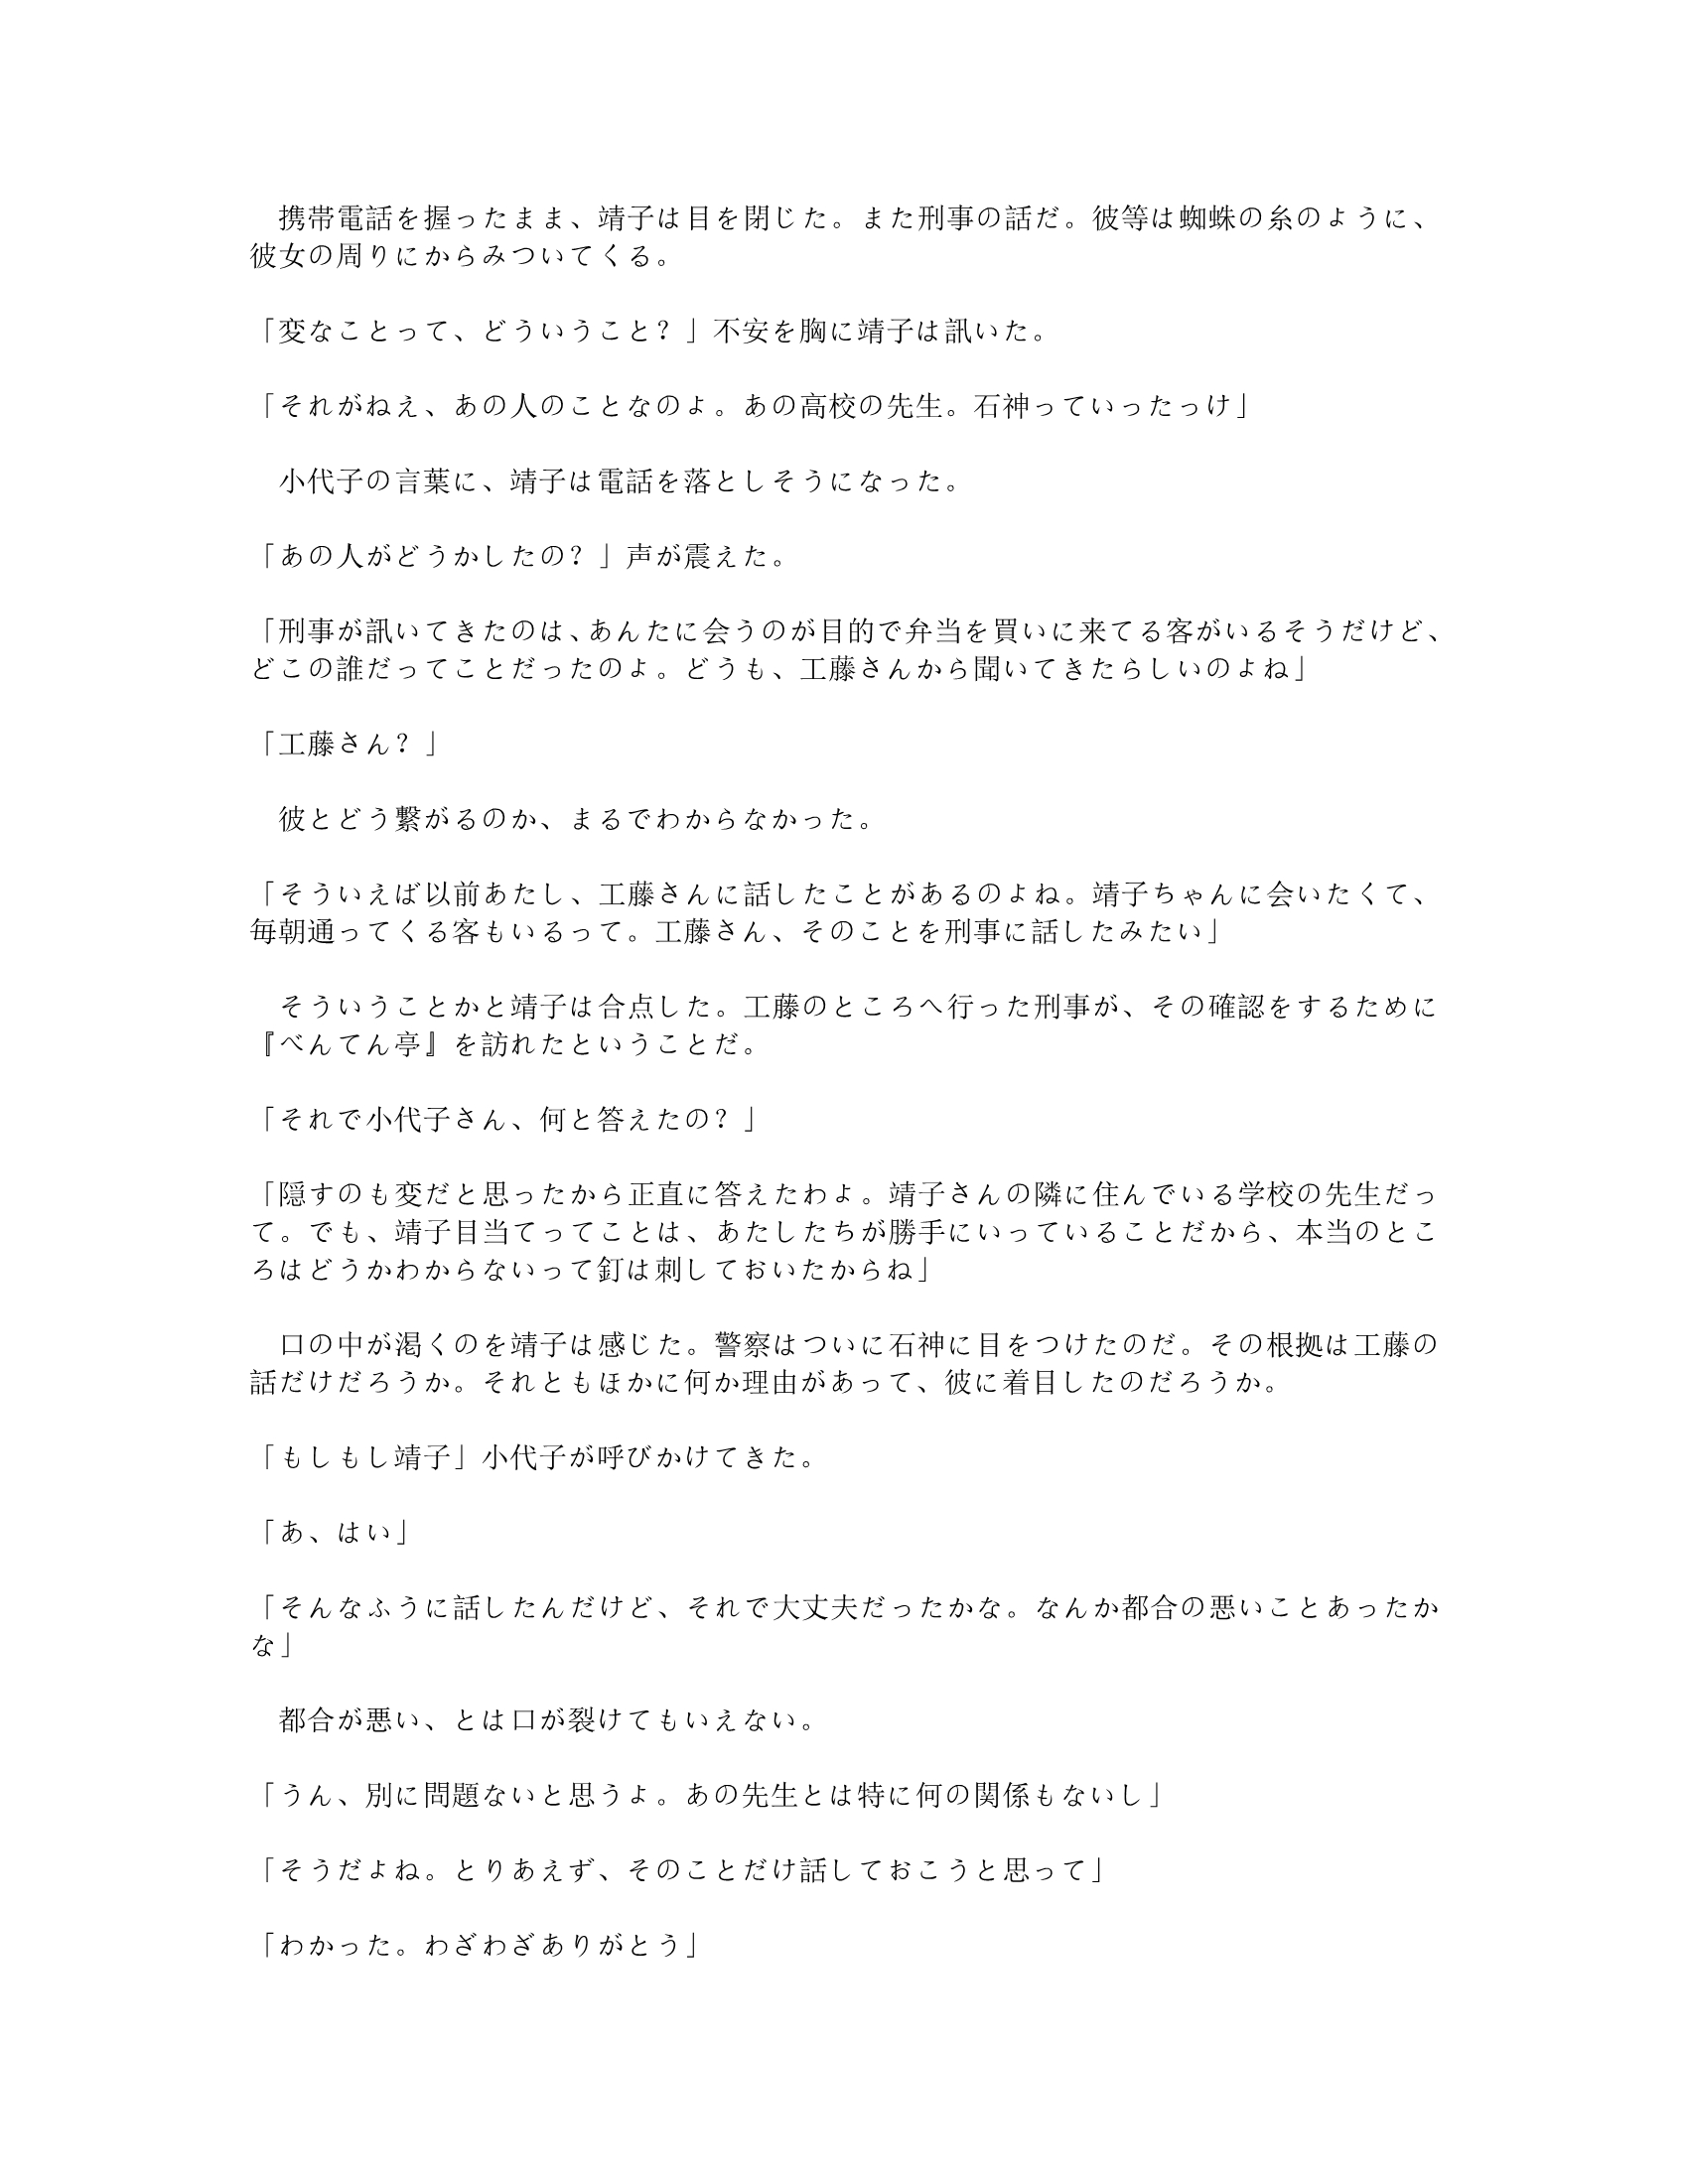 携帯電話を握ったまま、靖子は目を閉じた。また刑事の話だ。彼等は蜘蛛の糸のように、
彼女の周りにからみついてくる。
「変なことって、どういうこと？」不安を胸に靖子は訊いた。
「それがねえ、あの人のことなのよ。あの高校の先生。石神っていったっけ」
　小代子の言葉に、靖子は電話を落としそうになった。
「あの人がどうかしたの？」声が震えた。
「刑事が訊いてきたのは、あんたに会うのが目的で弁当を買いに来てる客がいるそうだけど、
どこの誰だってことだったのよ。どうも、工藤さんから聞いてきたらしいのよね」
「工藤さん？」
　彼とどう繋がるのか、まるでわからなかった。
「そういえば以前あたし、工藤さんに話したことがあるのよね。靖子ちゃんに会いたくて、
毎朝通ってくる客もいるって。工藤さん、そのことを刑事に話したみたい」
　そういうことかと靖子は合点した。工藤のところへ行った刑事が、その確認をするために
『べんてん亭』を訪れたということだ。
「それで小代子さん、何と答えたの？」
「隠すのも変だと思ったから正直に答えたわよ。靖子さんの隣に住んでいる学校の先生だっ
て。でも、靖子目当てってことは、あたしたちが勝手にいっていることだから、本当のとこ
ろはどうかわからないって釘は刺しておいたからね」
　口の中が渇くのを靖子は感じた。警察はついに石神に目をつけたのだ。その根拠は工藤の
話だけだろうか。それともほかに何か理由があって、彼に着目したのだろうか。
「もしもし靖子」小代子が呼びかけてきた。
「あ、はい」
「そんなふうに話したんだけど、それで大丈夫だったかな。なんか都合の悪いことあったか
な」
　都合が悪い、とは口が裂けてもいえない。
「うん、別に問題ないと思うよ。あの先生とは特に何の関係もないし」
「そうだよね。とりあえず、そのことだけ話しておこうと思って」
「わかった。わざわざありがとう」